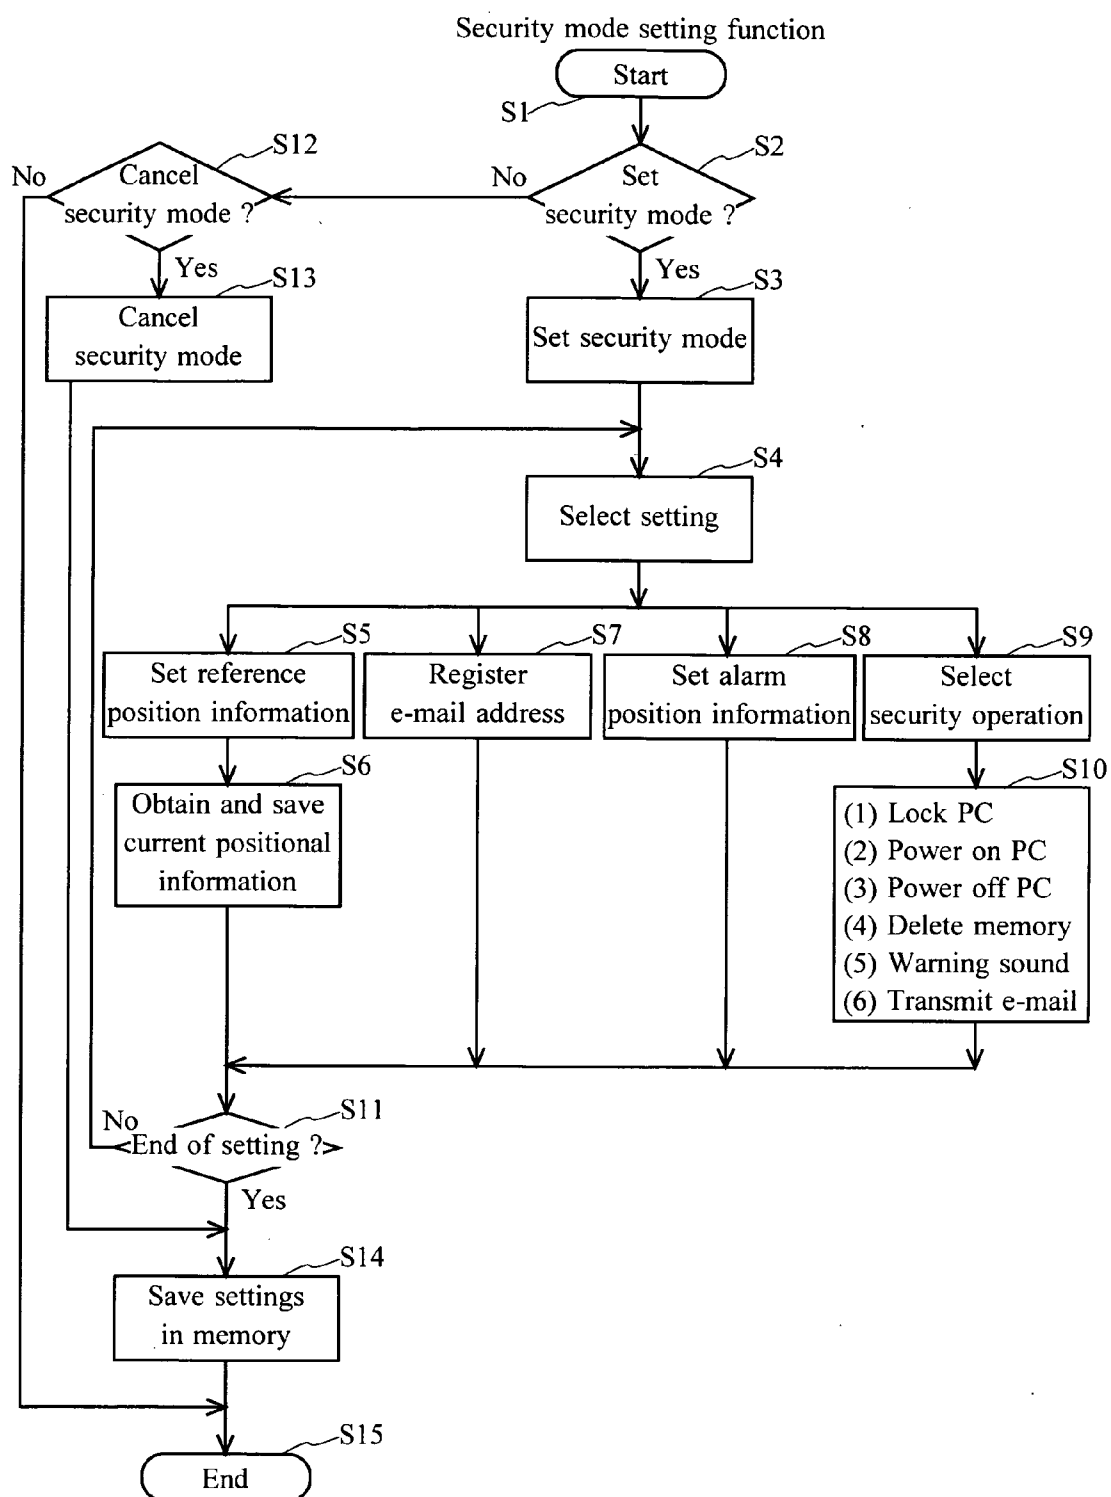 Security mode setting function
Start
S1
S12
S2
No
Cancel
security mode ?
No
Set
security mode ?
Yes
S13
Yes
S3
Cancel
security mode
Set security mode
S4
Select setting
S5
S7
S8
S9
Set reference
position information
Register
e-mail address
Set alarm
position information
Select
security operation
S6
S10
Obtain and save
current positional
information
(1) Lock PC
(2) Power on PC
(3) Power off PC
(4) Delete memory
(5) Warning sound
(6) Transmit e-mail
No
S11
End of setting ?
Yes
S14
Save settings
in memory
S15
End